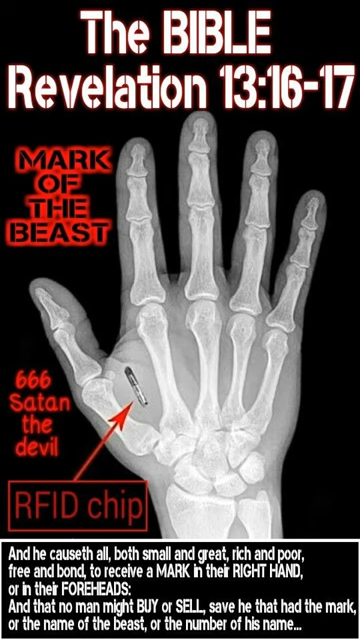 The BIBLE
Revelation 13:16-17
MARK
OF
THE
BEAST
666
Satan
the
devil
RFID chip
And he causeth all, both small and great, rich and poor,
free and bond, to receive a MARK in their RIGHT HAND,
or in their FOREHEADS:
And that no man might BUY or SELL, save he that had the mark,
or the name of the beast, or the number of his name...